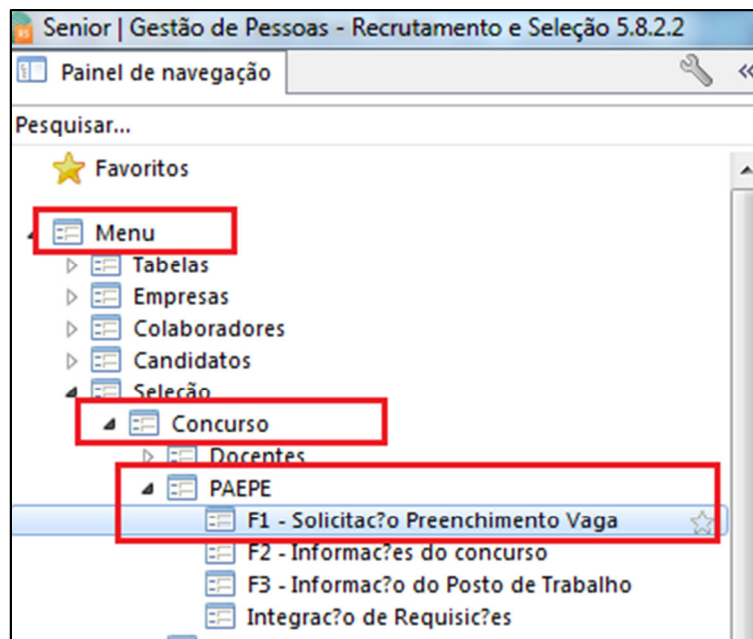 Senior | Gestão de Pessoas - Recrutamento e Seleção 5.8.2.2
Painel de navegação
Pesquisar...
Favoritos
Menu
Tabelas
Empresas
Colaboradores
Candidatos
Seleção
Concurso
Docentes
PAEPE
F1 - Solicitac?o Preenchimento Vaga
F2 - Informac?es do concurso
F3 - Informac?o do Posto de Trabalho
Integrac?o de Requisic?es